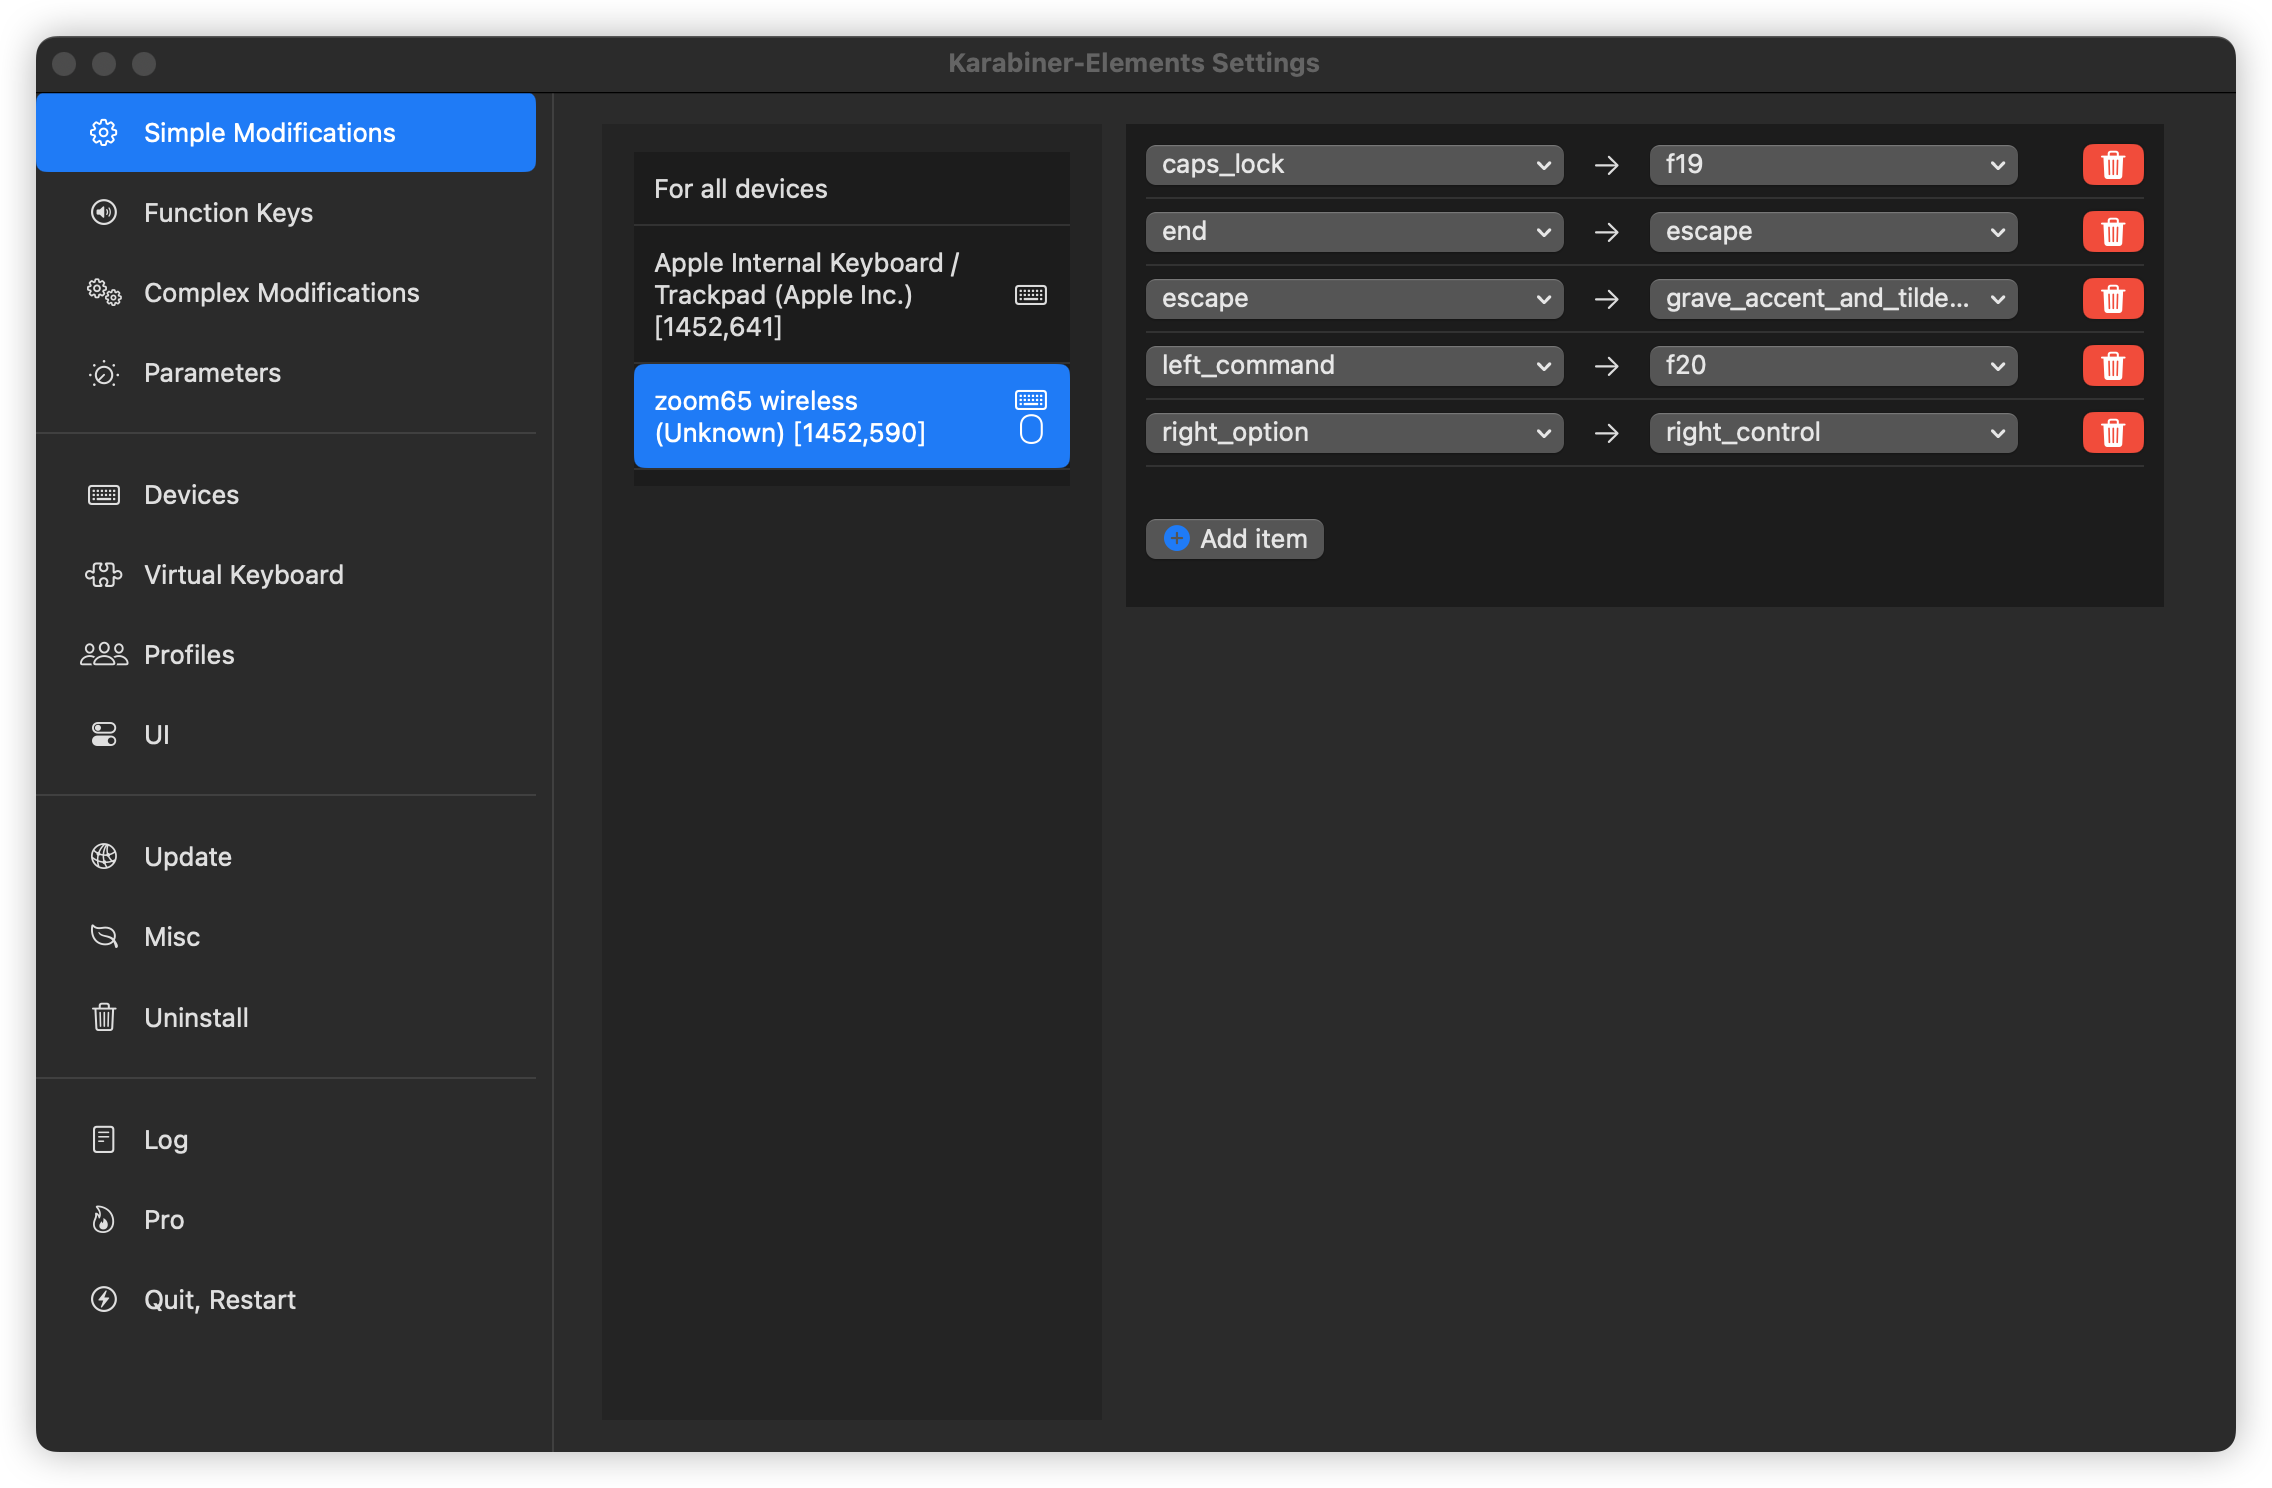 Karabiner-Elements Settings
Simple Modifications
Function Keys
Complex Modifications
Parameters
Devices
Virtual Keyboard
Profiles
UI
Update
Misc
Uninstall
Log
Pro
Quit, Restart
For all devices
Apple Internal Keyboard /
Trackpad (Apple Inc.)
[1452,641]
zoom65 wireless
(Unknown) [1452,590]
caps_lock → f19
end → escape
escape → grave_accent_and_tilde...
left_command → f20
right_option → right_control
Add item